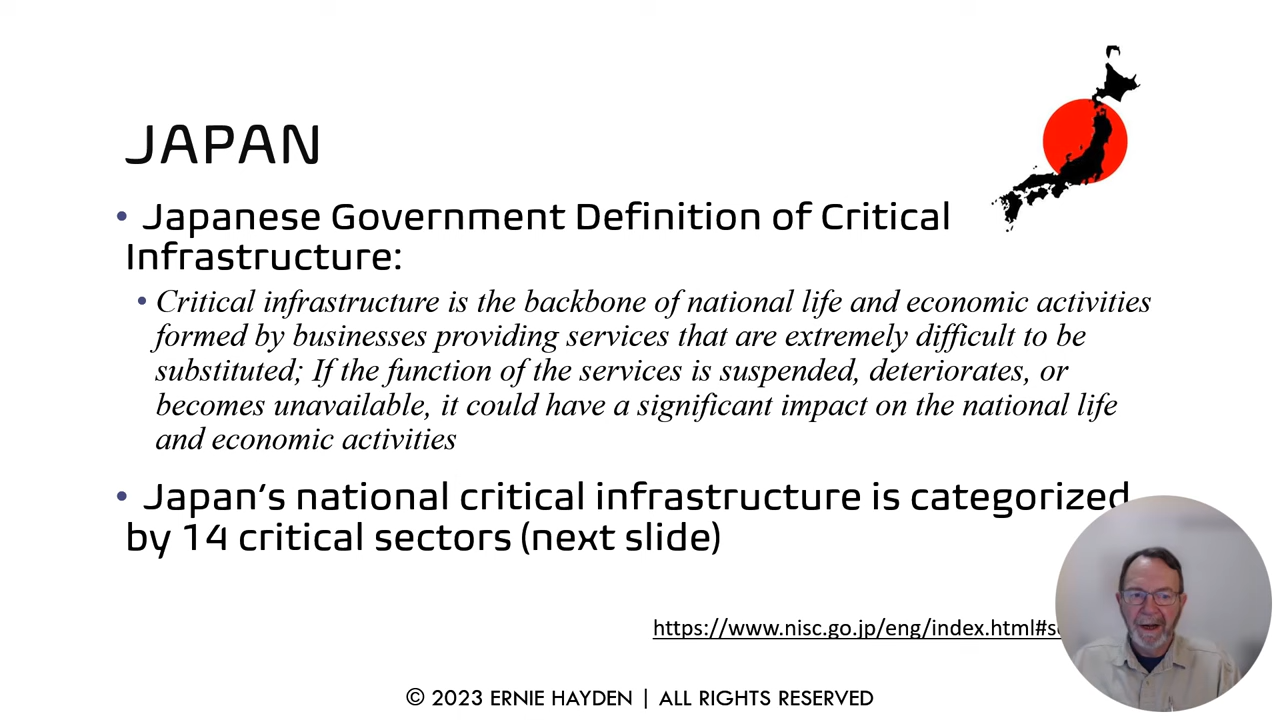 JAPAN
• Japanese Government Definition of Critical
Infrastructure:
• Critical infrastructure is the backbone of national life and economic activities
formed by businesses providing services that are extremely difficult to be
substituted; If the function of the services is suspended, deteriorates, or
becomes unavailable, it could have a significant impact on the national life
and economic activities
• Japan’s national critical infrastructure is categorized
by 14 critical sectors (next slide)
https://www.nisc.go.jp/eng/index.html#s
© 2023 ERNIE HAYDEN | ALL RIGHTS RESERVED